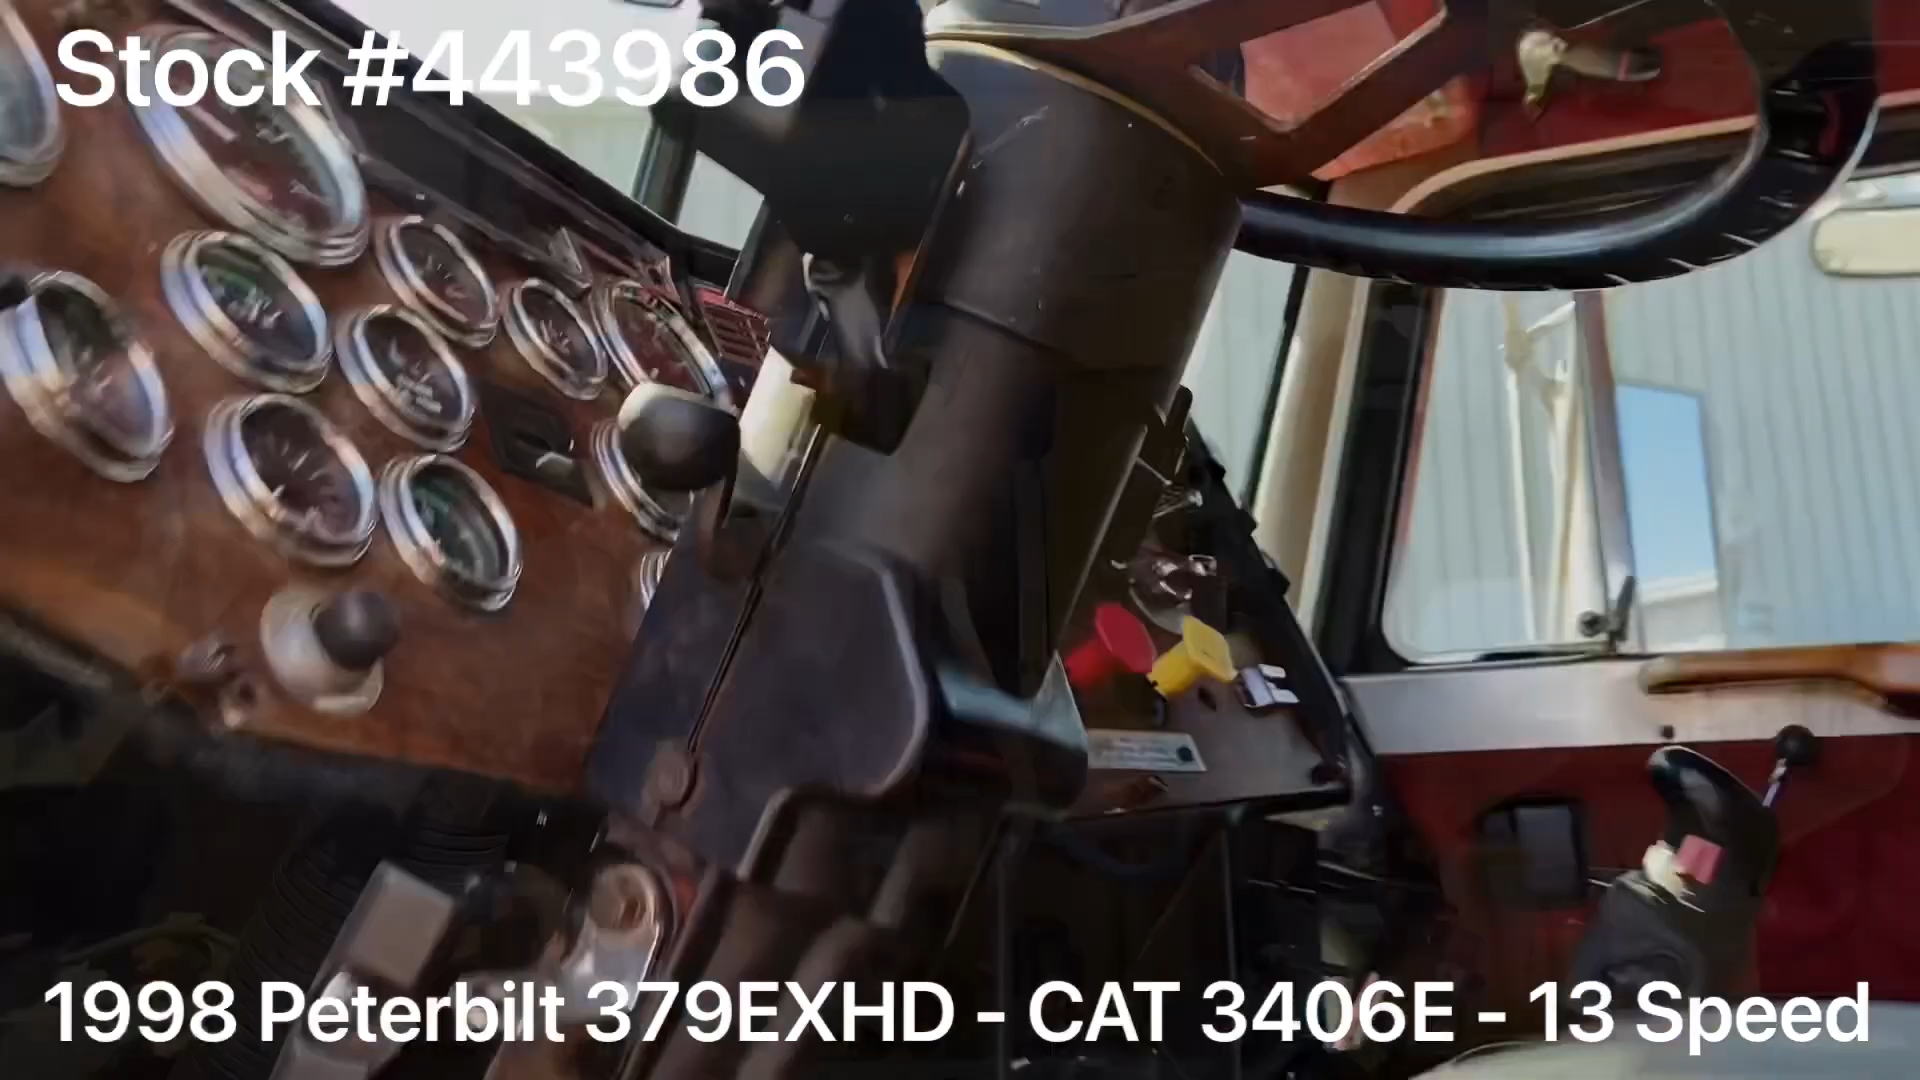 Stock #443986
1998 Peterbilt 379EXHD - CAT 3406E - 13 Speed